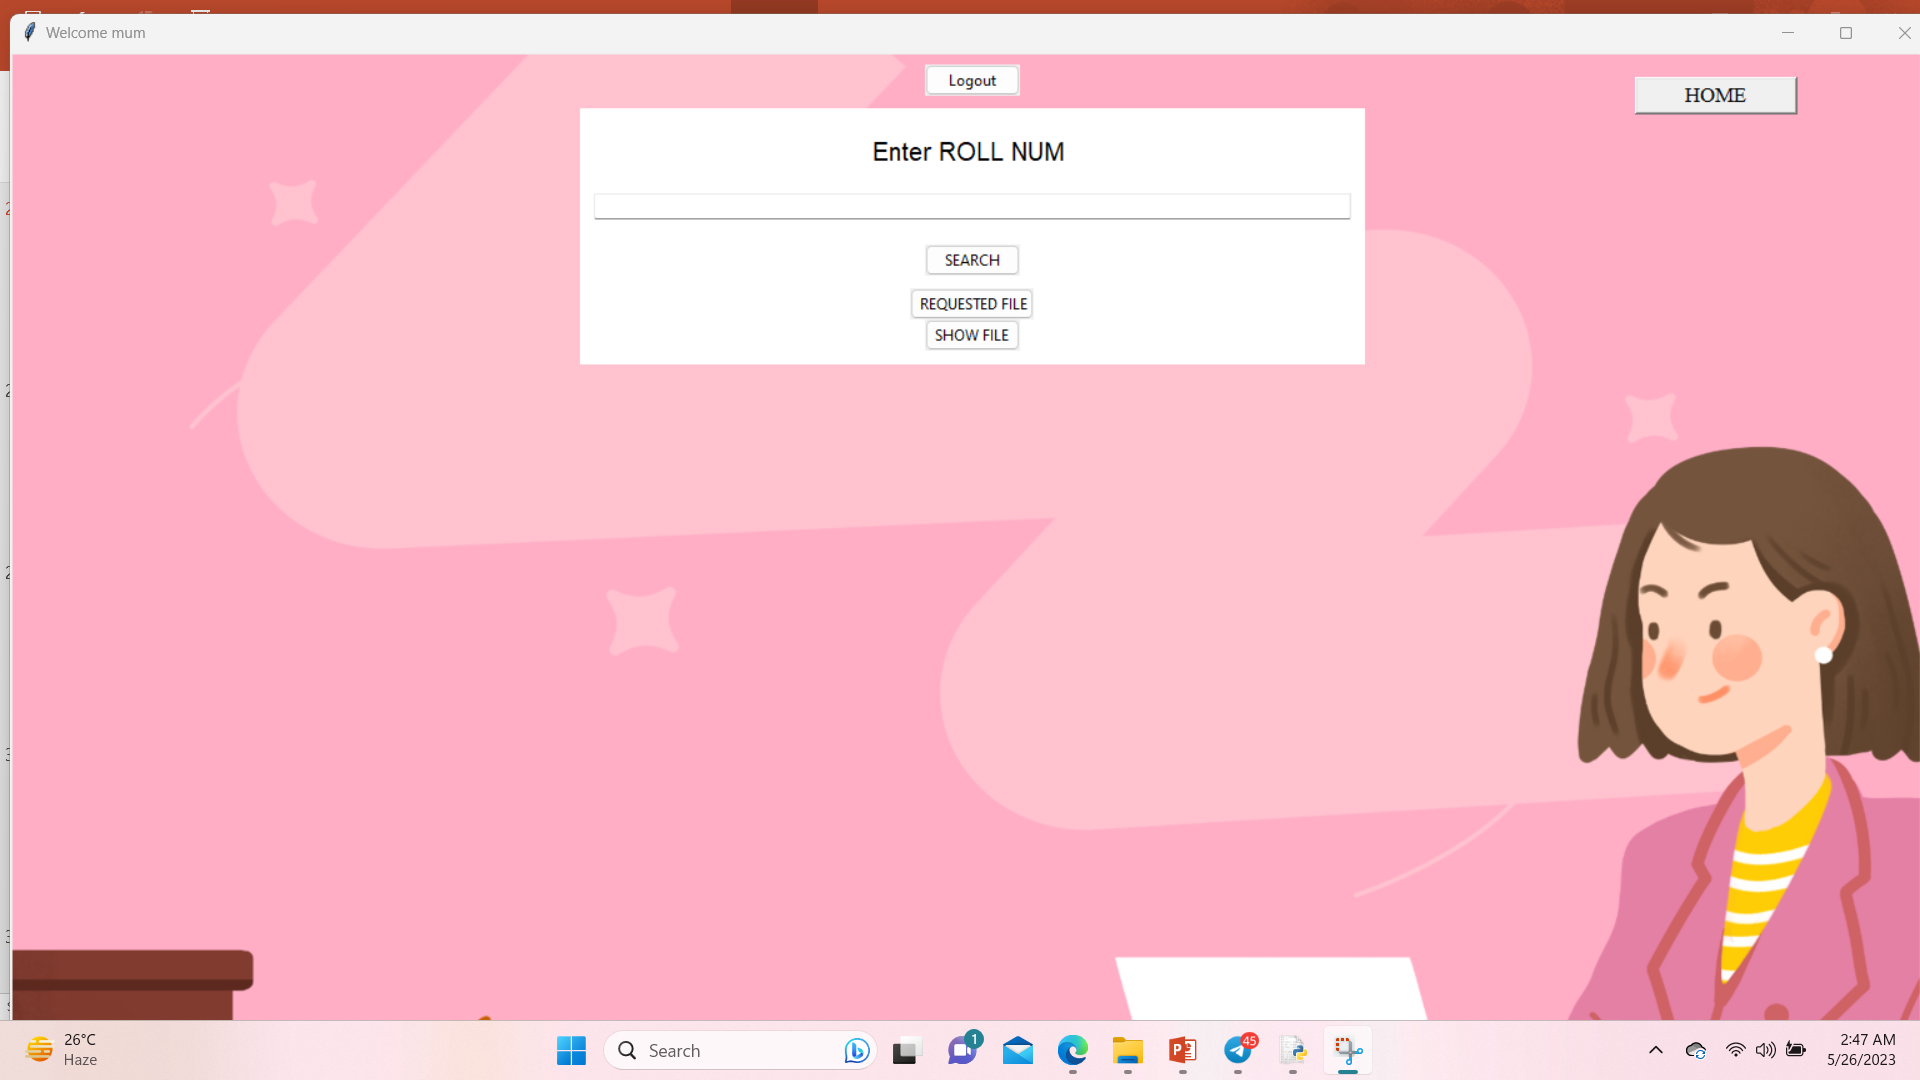 Welcome mum
Logout
HOME
Enter ROLL NUM
SEARCH
REQUESTED FILE
SHOW FILE
26°C
Haze
Search
1
45
2:47 AM
5/26/2023